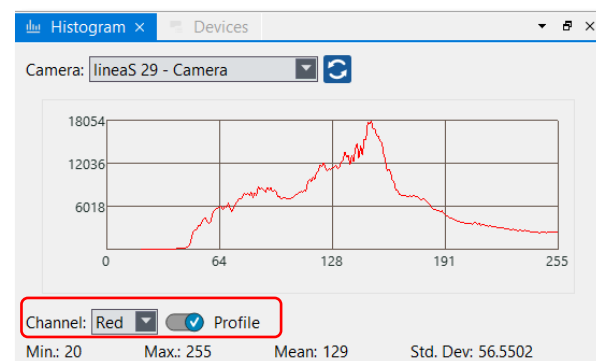 Histogram × Devices
Camera: lineaS 29 - Camera
18054
12036
6018
0 64 128 191 255
Channel: Red Profile
Min.: 20 Max.: 255 Mean: 129 Std. Dev: 56.5502